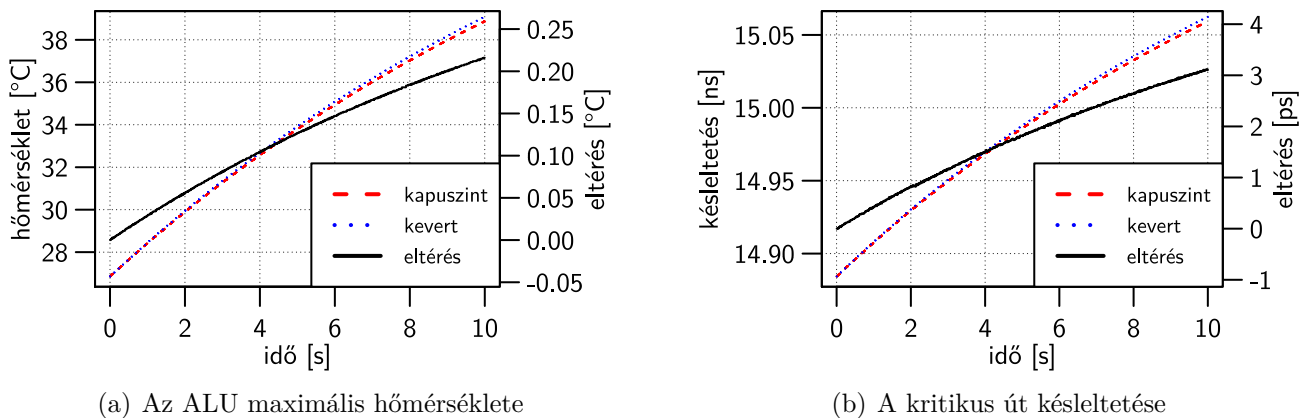 hőmérséklet [°C]
38
36
34
32
30
28
0.25
0.20
0.15
0.10
0.05
0.00
-0.05
eltérés [°C]
kapuszint
kevert
eltérés
0 2 4 6 8 10
idő [s]
(a) Az ALU maximális hőmérséklete
késleltetés [ns]
15.05
15.00
14.95
14.90
4
3
2
1
0
-1
eltérés [ps]
kapuszint
kevert
eltérés
0 2 4 6 8 10
idő [s]
(b) A kritikus út késleltetése